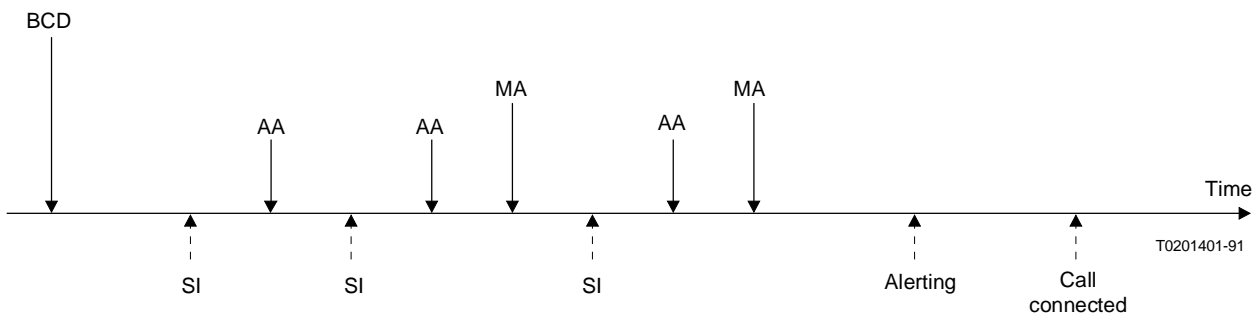 BCD
MA
MA
AA
AA
AA
Time
T0201401-91
SI
SI
SI
Alerting
Call
connected